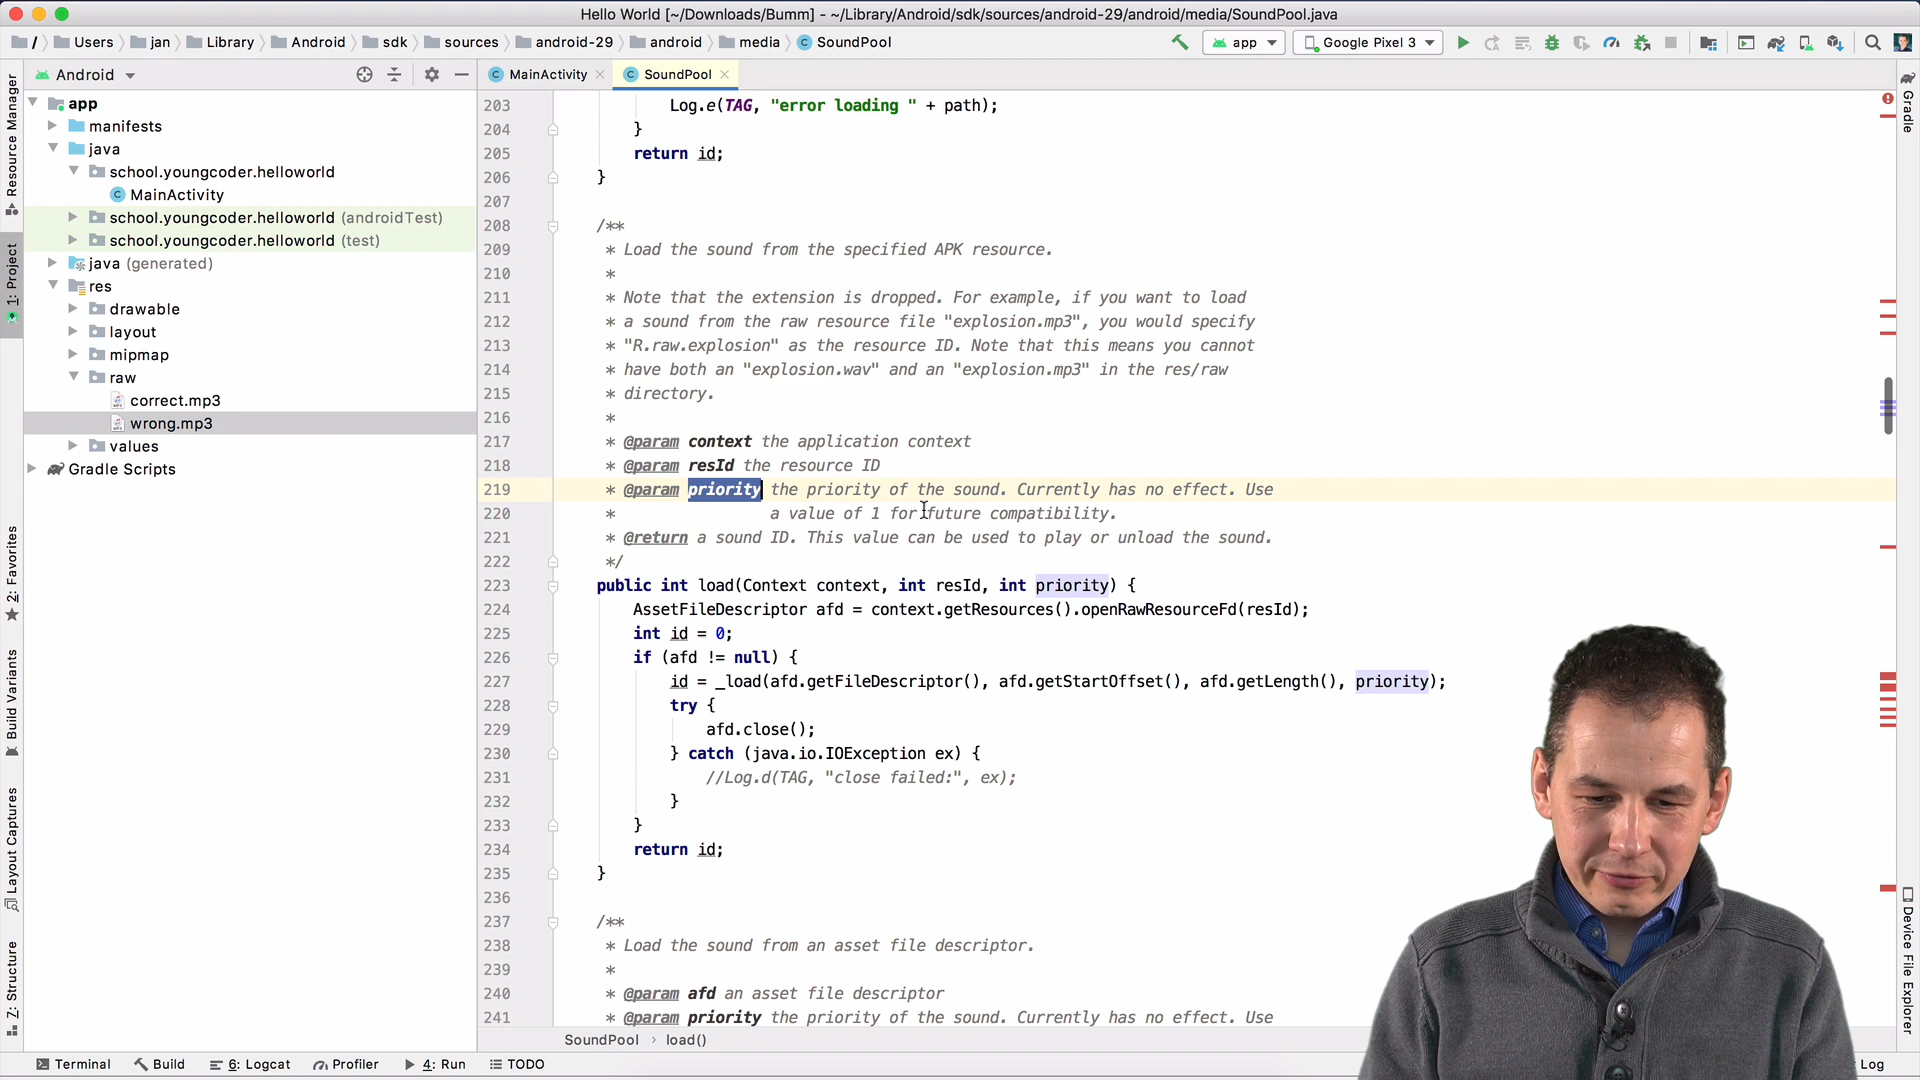 Hello World [~/Downloads/Bumm] - ~/Library/Android/sdk/sources/android-29/android/media/SoundPool.java
/ Users jan Library Android sdk sources android-29 android media SoundPool
app Google Pixel 3
Android
MainActivity
SoundPool
Resource Manager
1: Project
2: Favorites
Build Variants
Layout Captures
Z: Structure
app
manifests
java
school.youngcoder.helloworld
MainActivity
school.youngcoder.helloworld (androidTest)
school.youngcoder.helloworld (test)
java (generated)
res
drawable
layout
mipmap
raw
correct.mp3
wrong.mp3
values
Gradle Scripts
203 Log.e(TAG, "error loading " + path);
204 }
205 return id;
206 }
207
208 /**
209 * Load the sound from the specified APK resource.
210 *
211 * Note that the extension is dropped. For example, if you want to load
212 * a sound from the raw resource file "explosion.mp3", you would specify
213 * "R.raw.explosion" as the resource ID. Note that this means you cannot
214 * have both an "explosion.wav" and an "explosion.mp3" in the res/raw
215 * directory.
216 *
217 * @param context the application context
218 * @param resId the resource ID
219 * @param priority the priority of the sound. Currently has no effect. Use
220 * a value of 1 for future compatibility.
221 * @return a sound ID. This value can be used to play or unload the sound.
222 */
223 public int load(Context context, int resId, int priority) {
224 AssetFileDescriptor afd = context.getResources().openRawResourceFd(resId);
225 int id = 0;
226 if (afd != null) {
227 id = _load(afd.getFileDescriptor(), afd.getStartOffset(), afd.getLength(), priority);
228 try {
229 afd.close();
230 } catch (java.io.IOException ex) {
231 //Log.d(TAG, "close failed:", ex);
232 }
233 }
234 return id;
235 }
236
237 /**
238 * Load the sound from an asset file descriptor.
239 *
240 * @param afd an asset file descriptor
241 * @param priority the priority of the sound. Currently has no effect. Use
SoundPool › load()
Gradle
Device File Explorer
Terminal Build 6: Logcat Profiler 4: Run TODO Log